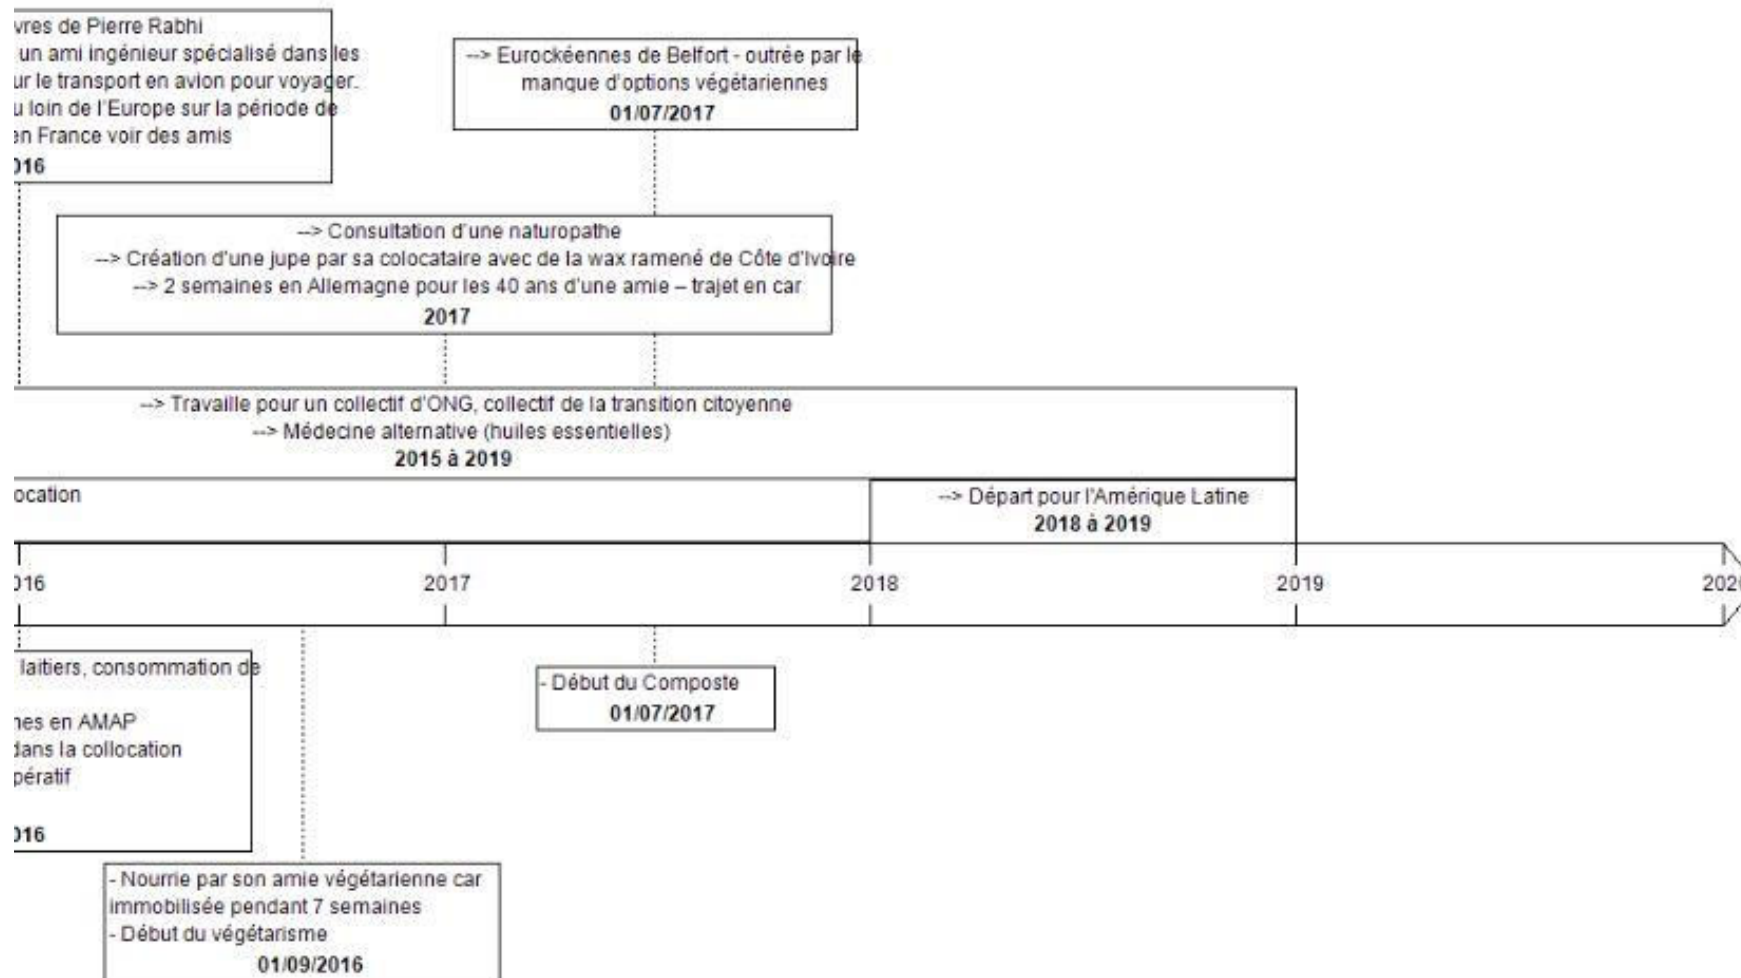 vres de Pierre Rabhi
un ami ingénieur spécialisé dans les
ur le transport en avion pour voyager.
u loin de l'Europe sur la période de
en France voir des amis
016
--> Eurockéennes de Belfort - outrée par le
manque d'options végétariennes
01/07/2017
--> Consultation d'une naturopathe
--> Création d'une jupe par sa colocataire avec de la wax ramené de Côte d'Ivoire
--> 2 semaines en Allemagne pour les 40 ans d'une amie – trajet en car
2017
--> Travaille pour un collectif d'ONG, collectif de la transition citoyenne
--> Médecine alternative (huiles essentielles)
2015 à 2019
ocation
--> Départ pour l'Amérique Latine
2018 à 2019
016 2017 2018 2019 2020
laitiers, consommation de
nes en AMAP
dans la collocation
pératif
016
- Début du Composte
01/07/2017
- Nourrie par son amie végétarienne car
immobilisée pendant 7 semaines
- Début du végétarisme
01/09/2016